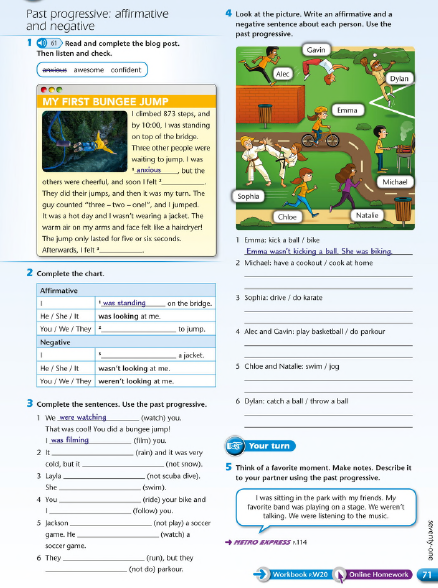 Past progressive: affirmative
and negative
1 61 Read and complete the blog post.
Then listen and check.
anxious awesome confident
MY FIRST BUNGEE JUMP
I climbed 873 steps, and
by 10:00, I was standing
on top of the bridge.
Three other people were
waiting to jump. I was
1 anxious, but the
others were cheerful, and soon I felt 2
They did their jumps, and then it was my turn. The
guy counted "three – two – one!", and I jumped.
It was a hot day and I wasn't wearing a jacket. The
warm air on my arms and face felt like a hairdryer!
The jump only lasted for five or six seconds.
Afterwards, I felt 3
2 Complete the chart.
Affirmative
I 1 was standing on the bridge.
He / She / It was looking at me.
You / We / They 2 to jump.
Negative
I 3 a jacket.
He / She / It wasn't looking at me.
You / We / They weren't looking at me.
3 Complete the sentences. Use the past progressive.
1 We were watching (watch) you.
That was cool! You did a bungee jump!
I was filming (film) you.
2 It (rain) and it was very
cold, but it (not snow).
3 Layla (not scuba dive).
She (swim).
4 You (ride) your bike and
I (follow) you.
5 Jackson (not play) a soccer
game. He (watch) a
soccer game.
6 They (run), but they
(not do) parkour.
4 Look at the picture. Write an affirmative and a
negative sentence about each person. Use the
past progressive.
Gavin
Alec
Dylan
Emma
Michael
Sophia
Chloe
Natalie
1 Emma: kick a ball / bike
Emma wasn't kicking a ball. She was biking.
2 Michael: have a cookout / cook at home
3 Sophia: drive / do karate
4 Alec and Gavin: play basketball / do parkour
5 Chloe and Natalie: swim / jog
6 Dylan: catch a ball / throw a ball
Your turn
5 Think of a favorite moment. Make notes. Describe it
to your partner using the past progressive.
I was sitting in the park with my friends. My
favorite band was playing on a stage. We weren't
talking. We were listening to the music.
METRO EXPRESS p.114
seventy-one
Workbook p.W20 Online Homework 71